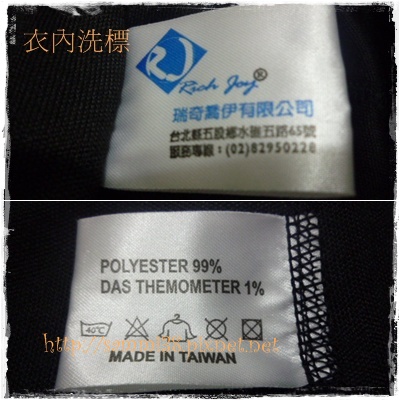 衣內洗標
Rich Joy®
瑞奇喬伊有限公司
台北縣五股鄉水碓五路65號
服務專線：(02)82950228
POLYESTER 99%
DAS THEMOMETER 1%
40℃
MADE IN TAIWAN